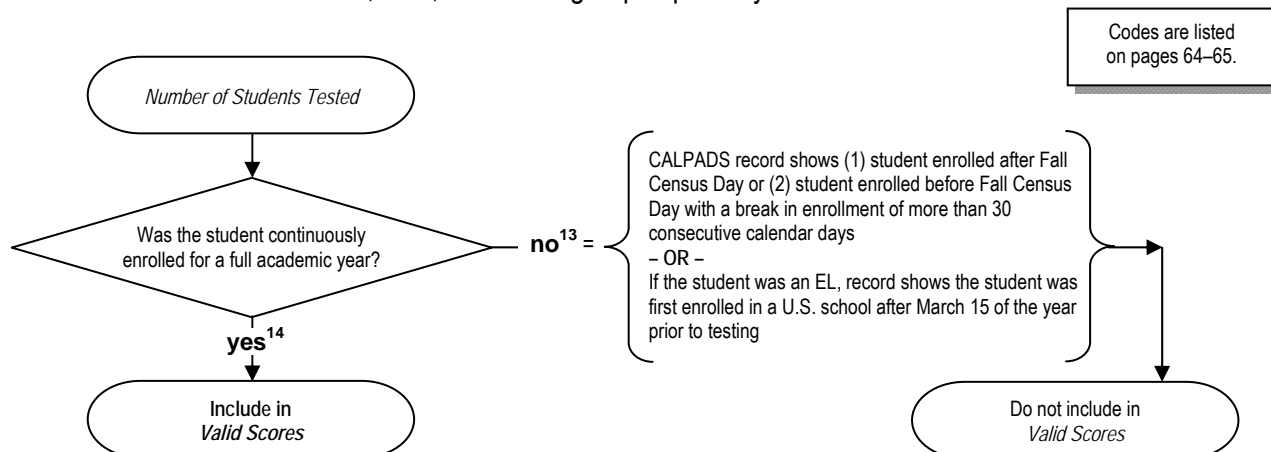 Codes are listed
on pages 64–65.
Number of Students Tested
Was the student continuously
enrolled for a full academic year?
no13 =
CALPADS record shows (1) student enrolled after Fall
Census Day or (2) student enrolled before Fall Census
Day with a break in enrollment of more than 30
consecutive calendar days
– OR –
If the student was an EL, record shows the student was
first enrolled in a U.S. school after March 15 of the year
prior to testing
yes14
Include in
Valid Scores
Do not include in
Valid Scores